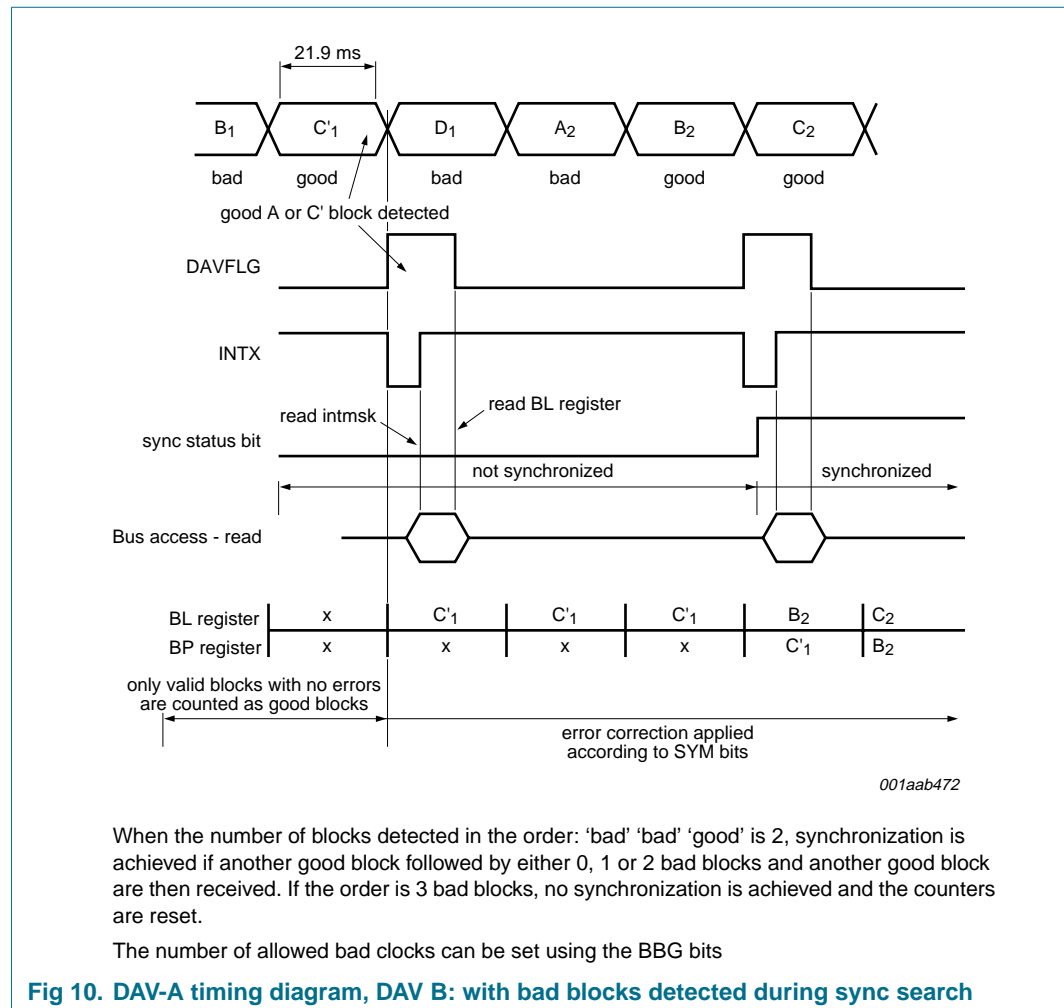 21.9 ms
B1 C'1 D1 A2 B2 C2
bad good bad bad good good
good A or C' block detected
DAVFLG
INTX
read intmsk
read BL register
sync status bit
not synchronized
synchronized
Bus access - read
BL register x C'1 C'1 C'1 B2 C2
BP register x x x x C'1 B2
only valid blocks with no errors
are counted as good blocks
error correction applied
according to SYM bits
001aab472
When the number of blocks detected in the order: ‘bad’ ‘bad’ ‘good’ is 2, synchronization is
achieved if another good block followed by either 0, 1 or 2 bad blocks and another good block
are then received. If the order is 3 bad blocks, no synchronization is achieved and the counters
are reset.
The number of allowed bad clocks can be set using the BBG bits
Fig 10. DAV-A timing diagram, DAV B: with bad blocks detected during sync search